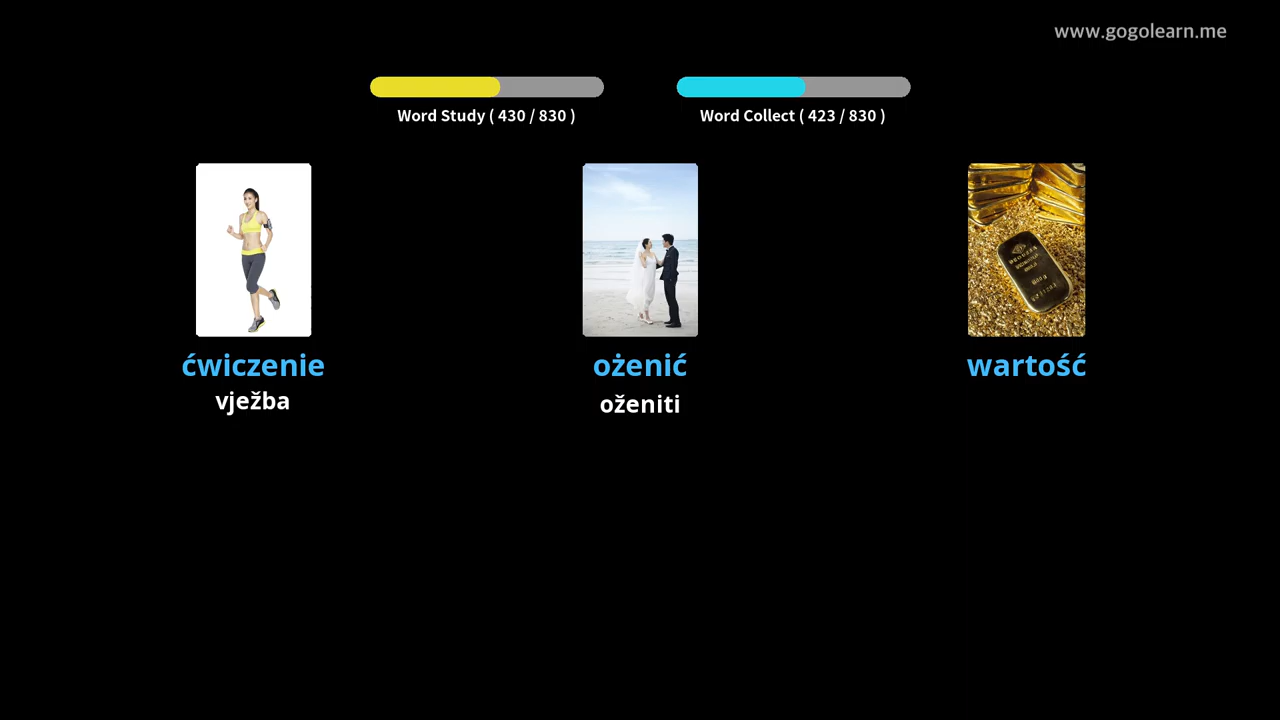 www.gogolearn.me
Word Study ( 430 / 830 )
Word Collect ( 423 / 830 )
ćwiczenie
vježba
ożenić
oženiti
wartość